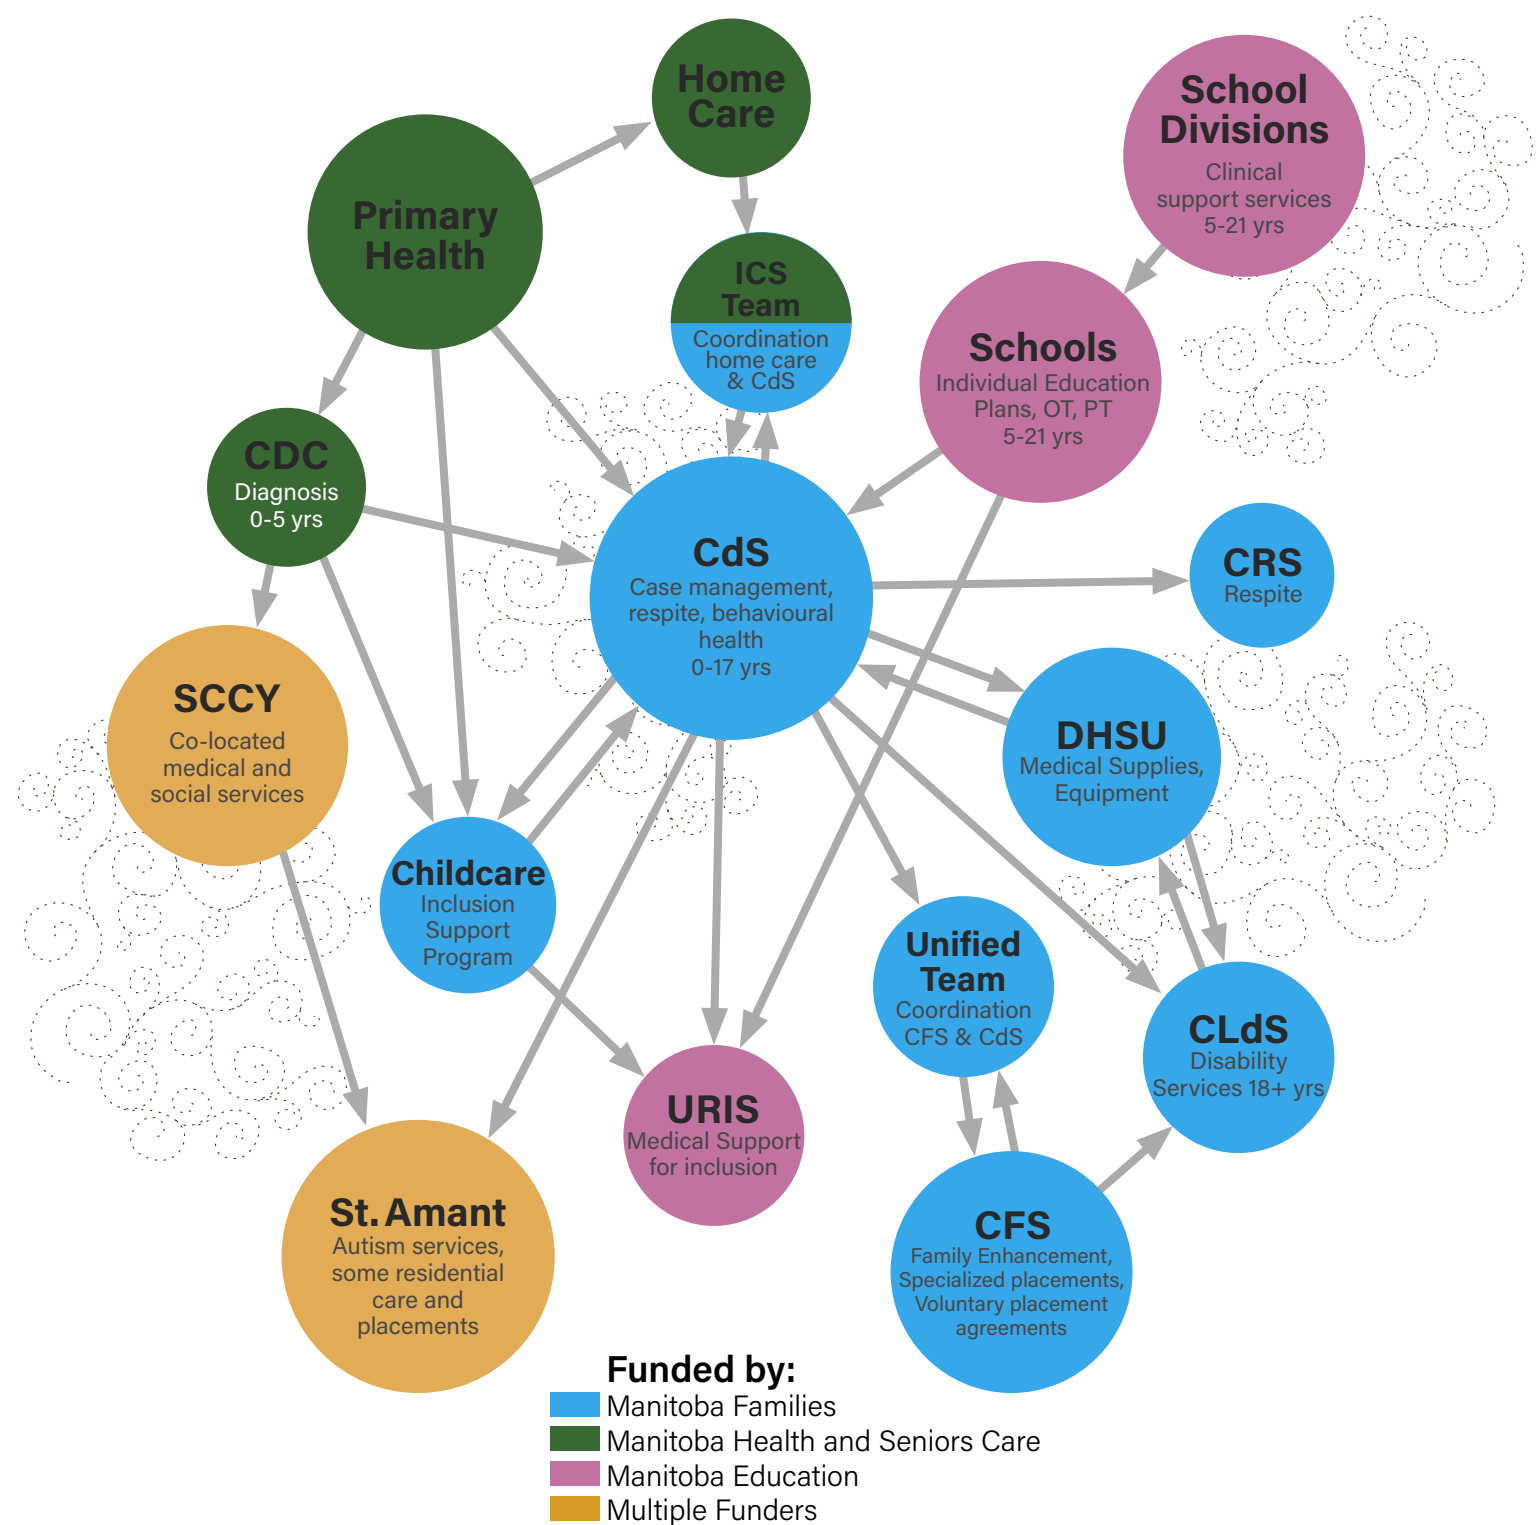 Home
Care
School
Divisions
Clinical
support services
5-21 yrs
Primary
Health
ICS
Team
Coordination
home care
& CdS
Schools
Individual Education
Plans, OT, PT
5-21 yrs
CDC
Diagnosis
0-5 yrs
CdS
Case management,
respite, behavioural
health
0-17 yrs
CRS
Respite
SCCY
Co-located
medical and
social services
DHSU
Medical Supplies,
Equipment
Childcare
Inclusion
Support
Program
Unified
Team
Coordination
CFS & CdS
CLdS
Disability
Services 18+ yrs
URIS
Medical Support
for inclusion
St. Amant
Autism services,
some residential
care and
placements
CFS
Family Enhancement,
Specialized placements,
Voluntary placement
agreements
Funded by:
Manitoba Families
Manitoba Health and Seniors Care
Manitoba Education
Multiple Funders